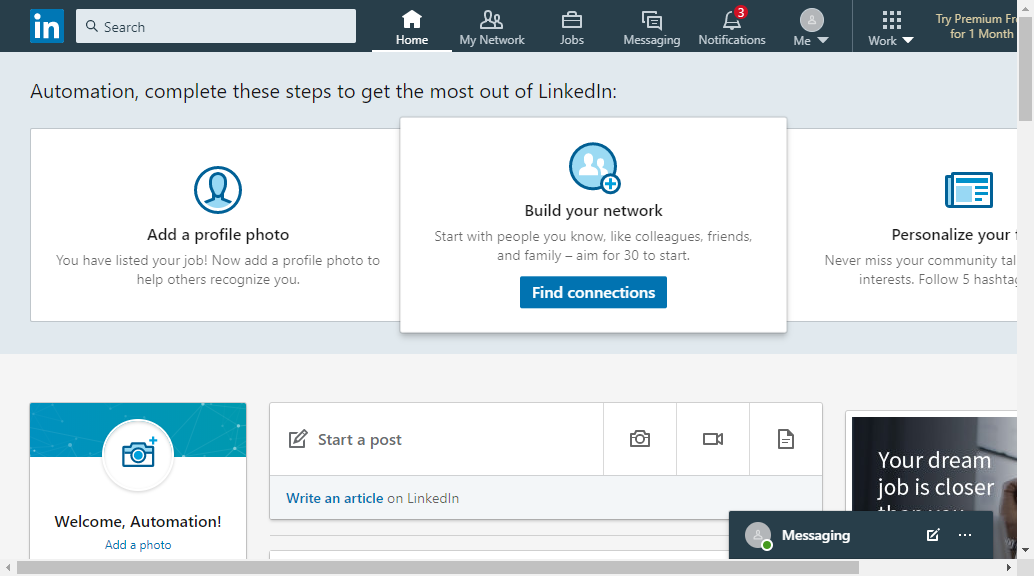 in
Search
Home
My Network
Jobs
Messaging
3
Notifications
Me
Work
Try Premium Fr
for 1 Month
Automation, complete these steps to get the most out of LinkedIn:
Add a profile photo
You have listed your job! Now add a profile photo to
help others recognize you.
Build your network
Start with people you know, like colleagues, friends,
and family – aim for 30 to start.
Find connections
Personalize your
Never miss your community tal
interests. Follow 5 hashtag
Welcome, Automation!
Add a photo
Start a post
Write an article on LinkedIn
Your dream
job is closer
than you
Messaging